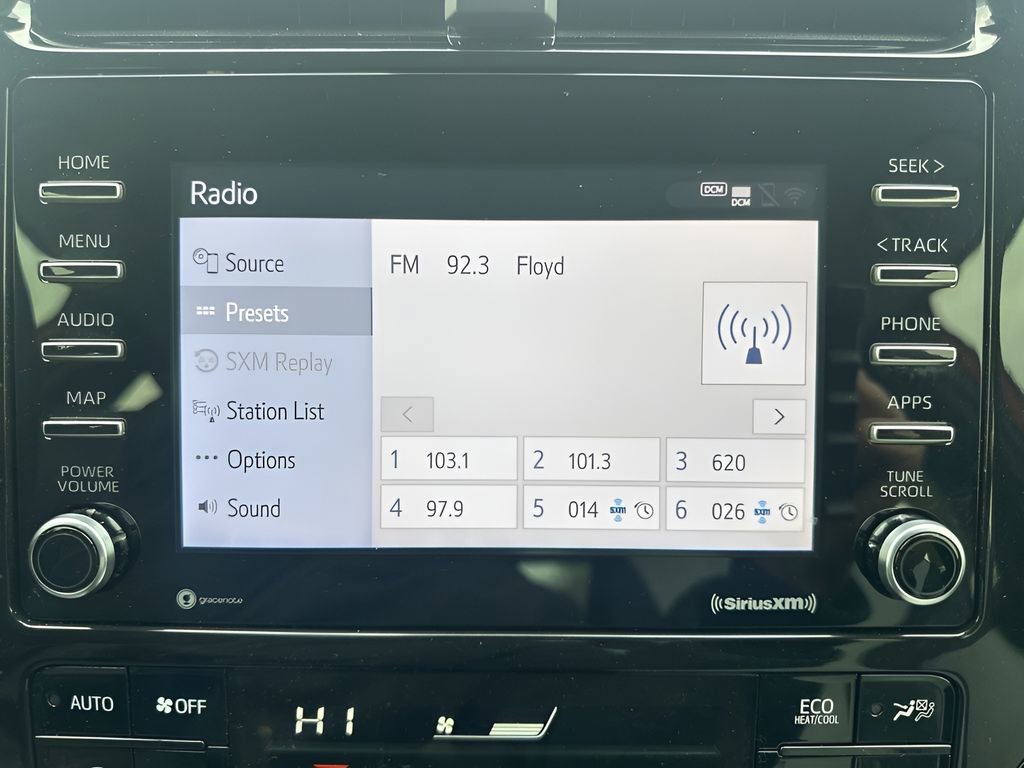 HOME
MENU
AUDIO
MAP
POWER
VOLUME
Radio
DCM
DCM
Source
Presets
SXM Replay
Station List
Options
Sound
FM 92.3 Floyd
<
>
1 103.1
2 101.3
3 620
4 97.9
5 014 sxm
6 026 sxm
SEEK >
< TRACK
PHONE
APPS
TUNE
SCROLL
gracenote
((SiriusXM))
AUTO
OFF
HI
ECO
HEAT/COOL